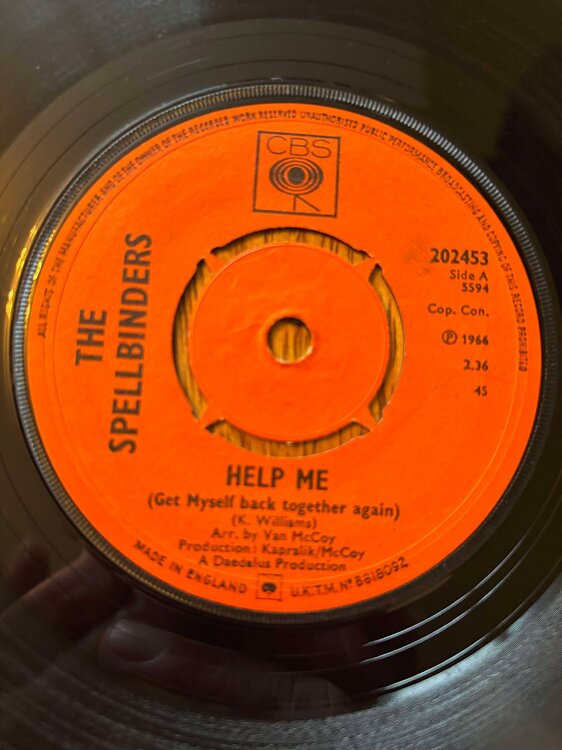 ALL RIGHTS OF THE MANUFACTURER AND OF THE OWNER OF THE RECORDED WORK RESERVED UNAUTHORISED PUBLIC PERFORMANCE BROADCASTING AND COPYING OF THIS RECORD PROHIBITED
CBS
202453
Side A
5594
Cop. Con.
Ⓟ 1966
2.36
45
THE
SPELLBINDERS
HELP ME
(Get Myself back together again)
(K. Williams)
Arr. by Van McCoy
Production: Kapralik/McCoy
A Daedalus Production
MADE IN ENGLAND
U.K.T.M. Nº 8618092